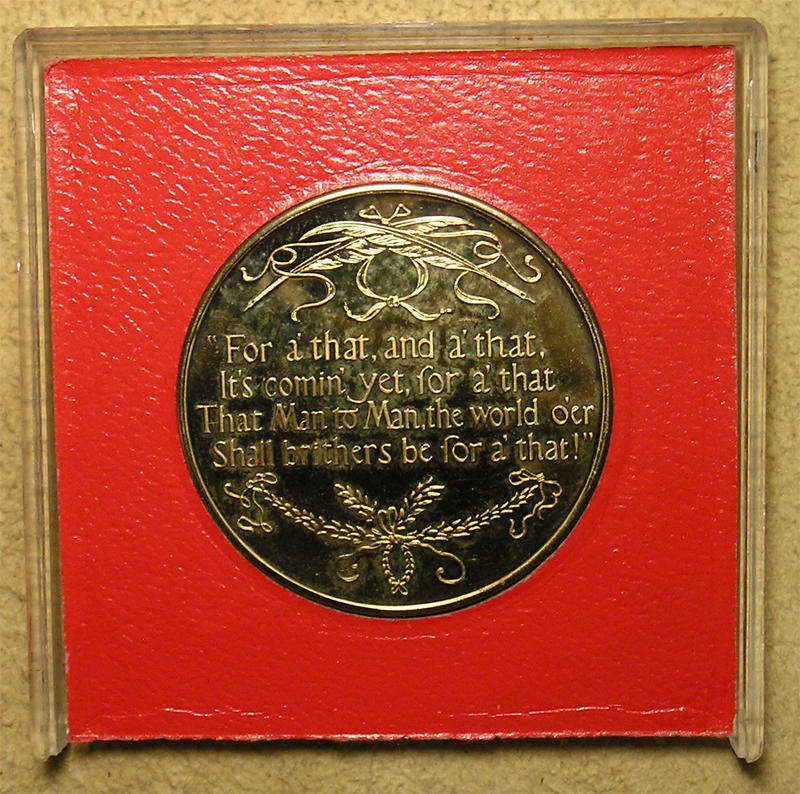 "For a' that, and a' that,
It's comin' yet, for a' that
That Man to Man, the world o'er
Shall brithers be for a' that!"